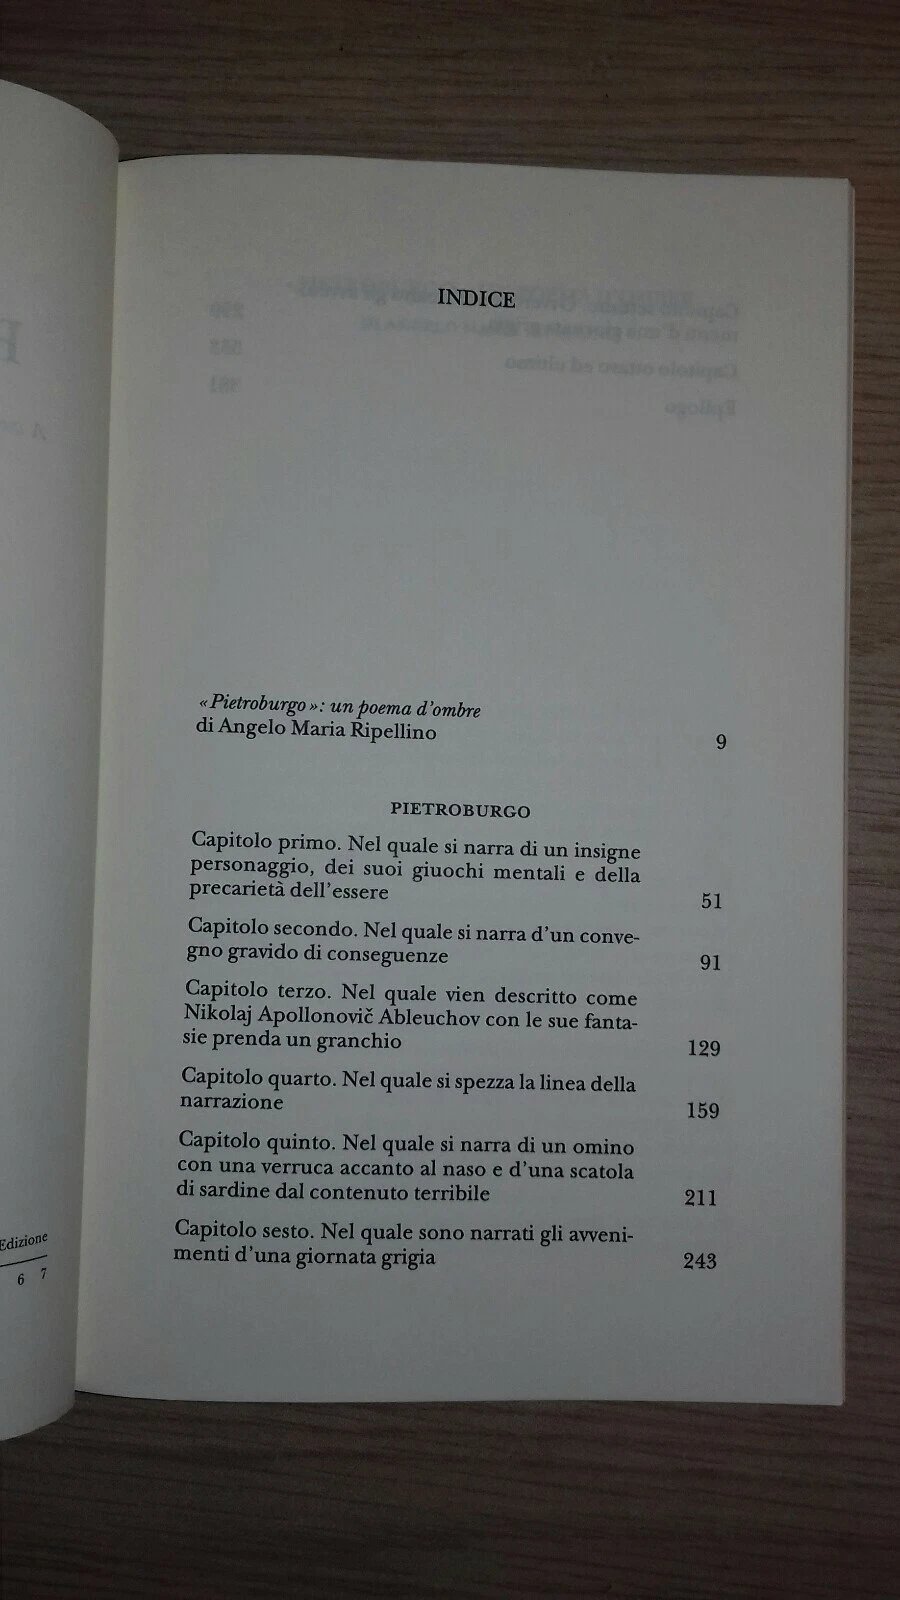 INDICE
«Pietroburgo»: un poema d'ombre
di Angelo Maria Ripellino 9
PIETROBURGO
Capitolo primo. Nel quale si narra di un insigne
personaggio, dei suoi giuochi mentali e della
precarietà dell'essere 51
Capitolo secondo. Nel quale si narra d'un conve-
gno gravido di conseguenze 91
Capitolo terzo. Nel quale vien descritto come
Nikolaj Apollonovič Ableuchov con le sue fanta-
sie prenda un granchio 129
Capitolo quarto. Nel quale si spezza la linea della
narrazione 159
Capitolo quinto. Nel quale si narra di un omino
con una verruca accanto al naso e d'una scatola
di sardine dal contenuto terribile 211
Capitolo sesto. Nel quale sono narrati gli avveni-
menti d'una giornata grigia 243
Edizione
6 7